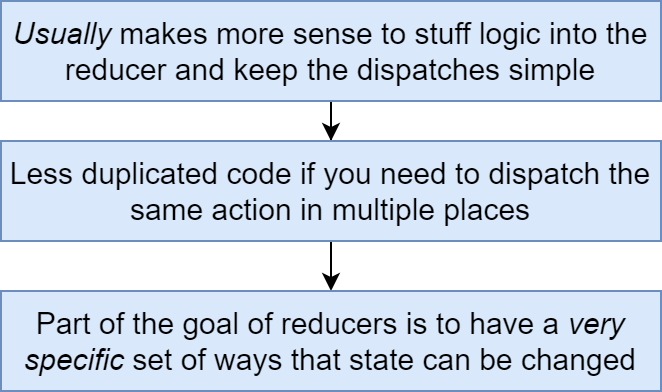 Usually makes more sense to stuff logic into the
reducer and keep the dispatches simple
Less duplicated code if you need to dispatch the
same action in multiple places
Part of the goal of reducers is to have a very
specific set of ways that state can be changed